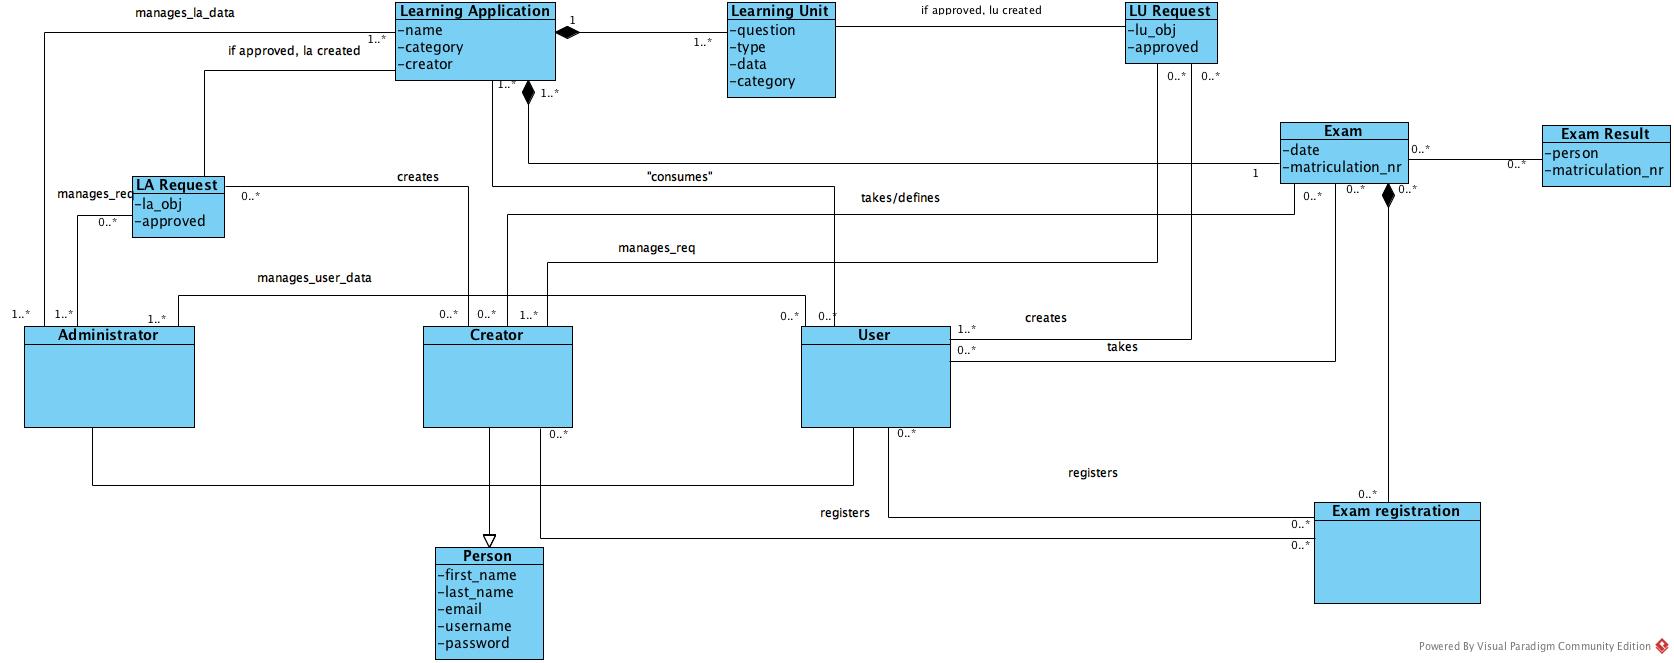 manages_la_data
Learning Application
-name
-category
-creator
1..*
1
1..*
Learning Unit
-question
-type
-data
-category
if approved, lu created
LU Request
-lu_obj
-approved
if approved, la created
1..*
1..*
0..*
0..*
Exam
-date
-matriculation_nr
0..*
0..*
Exam Result
-person
-matriculation_nr
1
LA Request
-la_obj
-approved
manages_req
0..*
0..*
creates
"consumes"
takes/defines
0..*
0..*
0..*
manages_req
manages_user_data
1..*
1..*
1..*
0..*
0..*
1..*
0..*
0..*
Administrator
Creator
User
1..*
creates
0..*
takes
0..*
0..*
registers
registers
0..*
Exam registration
0..*
0..*
Person
-first_name
-last_name
-email
-username
-password
Powered By Visual Paradigm Community Edition